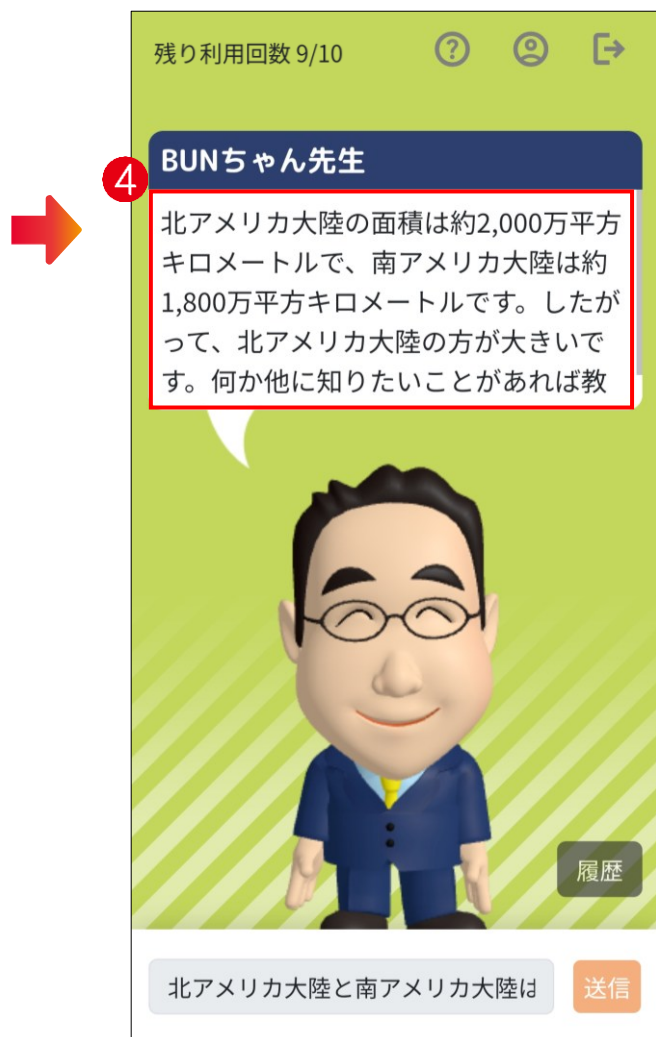 残り利用回数 9/10
4
BUNちゃん先生
北アメリカ大陸の面積は約2,000万平方
キロメートルで、南アメリカ大陸は約
1,800万平方キロメートルです。したが
って、北アメリカ大陸の方が大きいで
す。何か他に知りたいことがあれば教
履歴
北アメリカ大陸と南アメリカ大陸は
送信